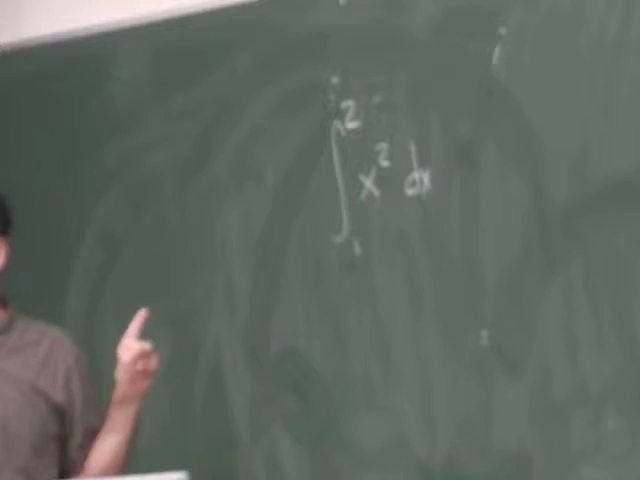 ∫₁² x² dx